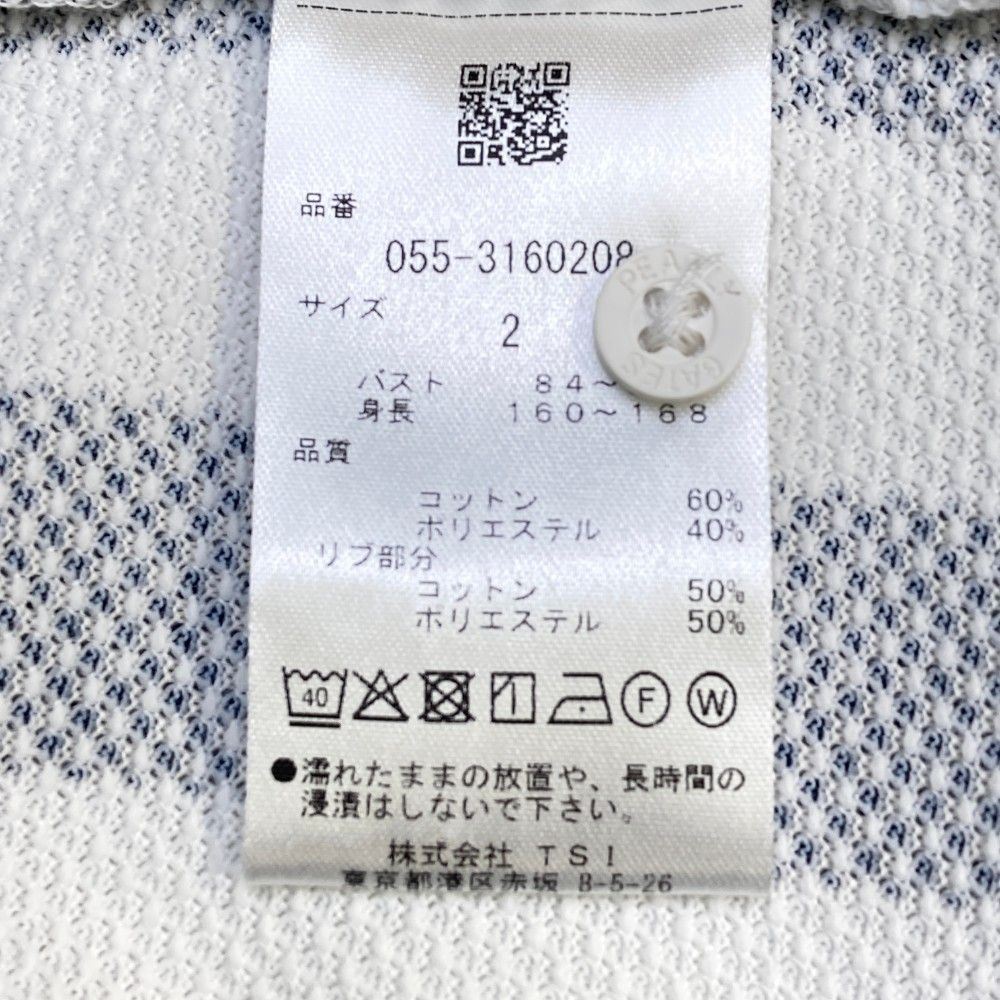 品番
055-3160208
サイズ
2
バスト 84～
身長 160～168
品質
コットン 60%
ポリエステル 40%
リブ部分
コットン 50%
ポリエステル 50%
40 F W
●濡れたままの放置や、長時間の
浸漬はしないで下さい。
株式会社 TSI
東京都港区赤坂 8-5-26
PEARLY
GATES